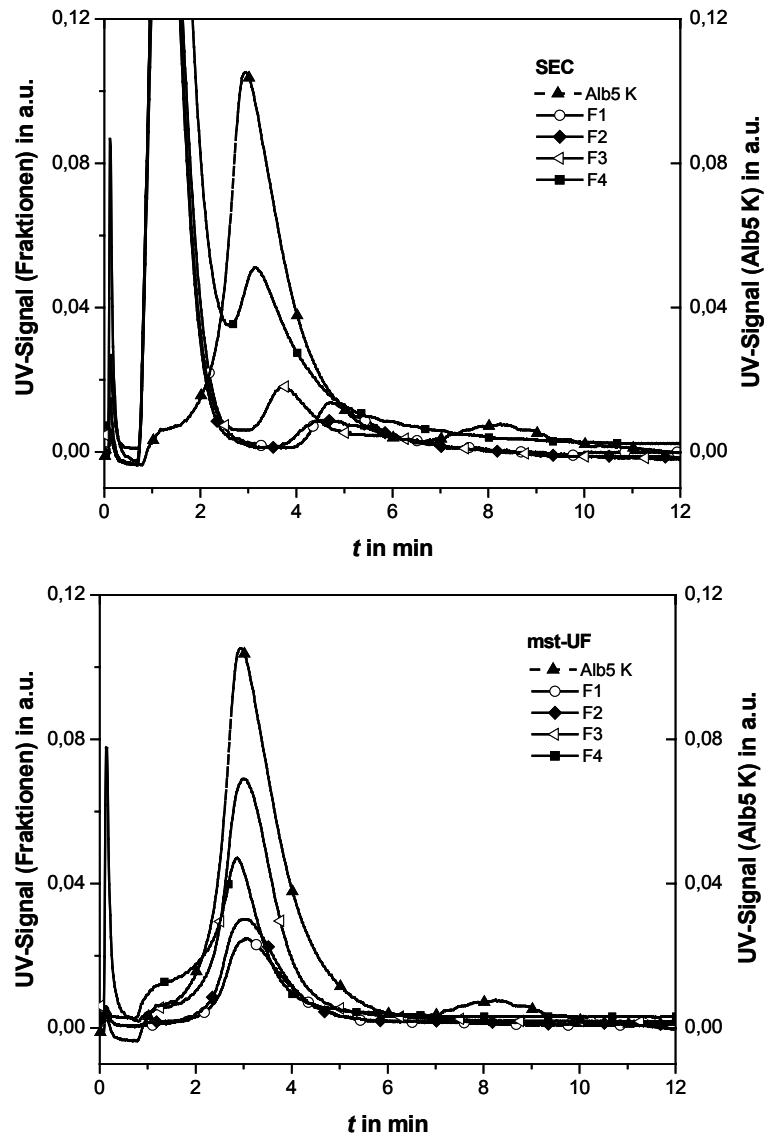 UV-Signal (Fraktionen) in a.u.
0,12
0,08
0,04
0,00
0 2 4 6 8 10 12
t in min
0,12
0,08
0,04
0,00
UV-Signal (Alb5 K) in a.u.
SEC
Alb5 K
F1
F2
F3
F4
UV-Signal (Fraktionen) in a.u.
0,12
0,08
0,04
0,00
0 2 4 6 8 10 12
t in min
0,12
0,08
0,04
0,00
UV-Signal (Alb5 K) in a.u.
mst-UF
Alb5 K
F1
F2
F3
F4